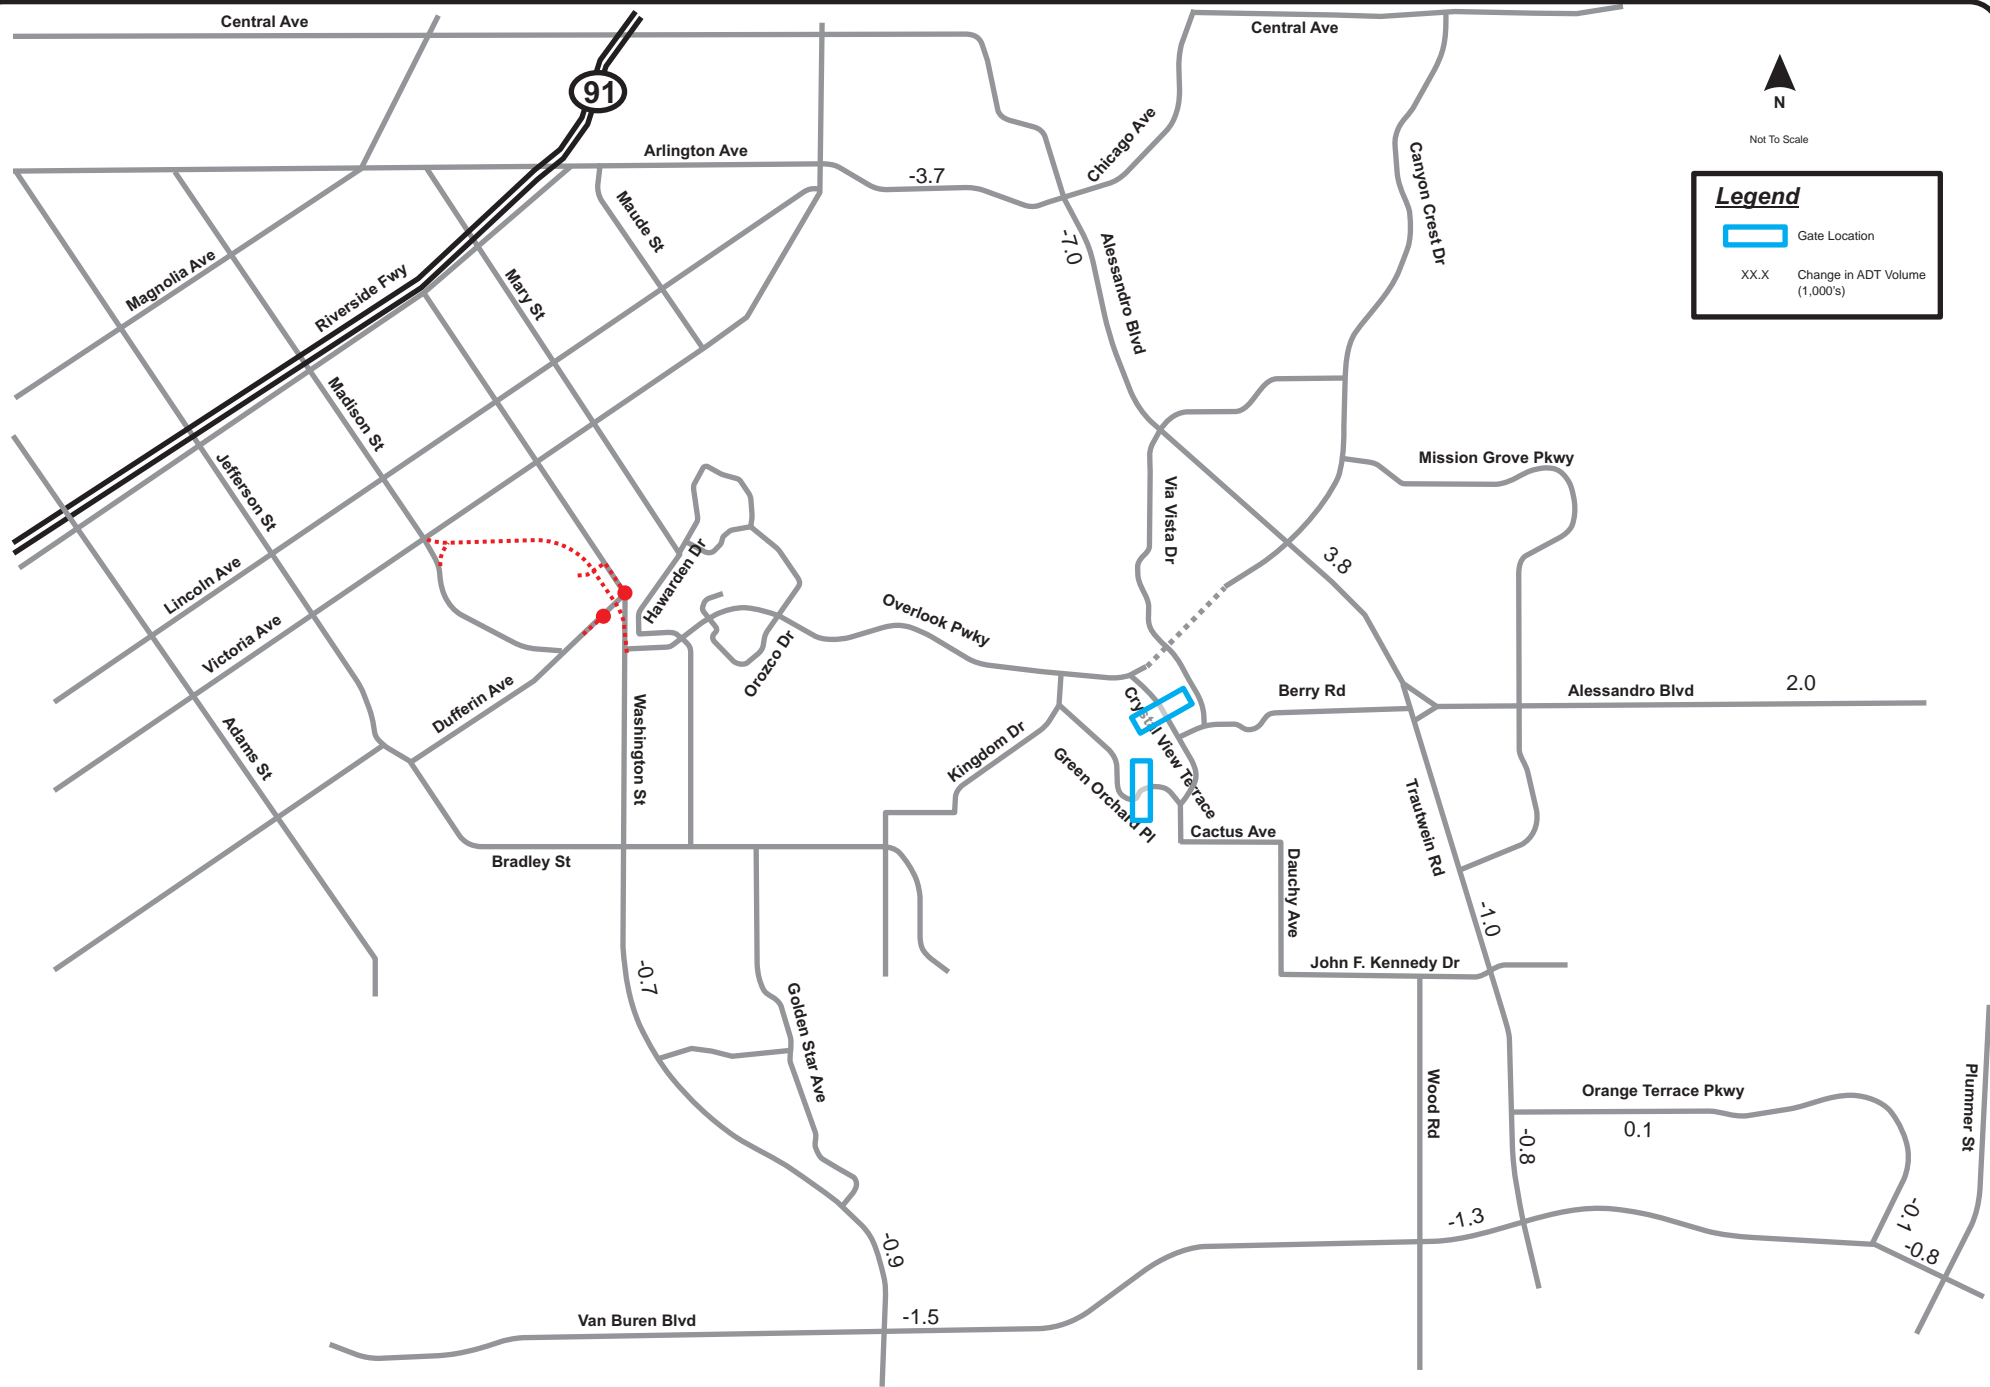 Central Ave
Central Ave
91
N
Not To Scale
Arlington Ave
-3.7
Chicago Ave
Canyon Crest Dr
Legend
Gate Location
XX.X Change in ADT Volume
(1,000's)
Maude St
-7.0
Alessandro Blvd
Magnolia Ave
Riverside Fwy
Mary St
Madison St
Jefferson St
Mission Grove Pkwy
Via Vista Dr
3.8
Lincoln Ave
Hawarden Dr
Overlook Pwky
Victoria Ave
Orozco Dr
Dufferin Ave
Washington St
Adams St
Berry Rd
Alessandro Blvd
2.0
Crystal View Terrace
Kingdom Dr
Green Orchard Pl
Trautwein Rd
Cactus Ave
Bradley St
Dauchy Ave
-1.0
John F. Kennedy Dr
-0.7
Golden Star Ave
Wood Rd
Orange Terrace Pkwy
0.1
Plummer St
-0.8
-0.1
-0.8
-1.3
-0.9
Van Buren Blvd
-1.5